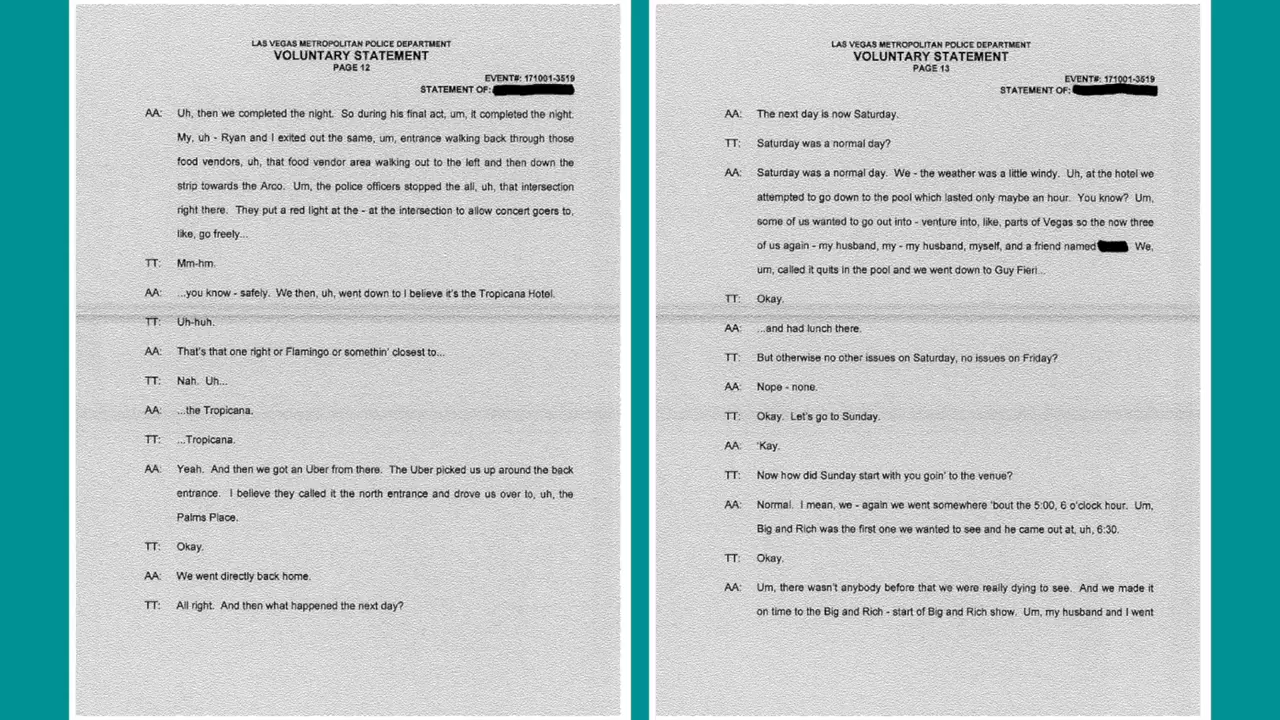 LAS VEGAS METROPOLITAN POLICE DEPARTMENT
VOLUNTARY STATEMENT
PAGE 12
EVENT#: 171001-3519
STATEMENT OF:
AA: Uh, then we completed the night. So during his final act, um, it completed the night.
My, uh - Ryan and I exited out the same, um, entrance walking back through those
food vendors, uh, that food vendor area walking out to the left and then down the
strip towards the Arco. Um, the police officers stopped the all, uh, that intersection
right there. They put a red light at the - at the intersection to allow concert goers to,
like, go freely...
TT: Mm-hm.
AA: ...you know - safely. We then, uh, went down to I believe it's the Tropicana Hotel.
TT: Uh-huh.
AA: That's that one right or Flamingo or somethin' closest to...
TT: Nah. Uh...
AA: ...the Tropicana.
TT: ...Tropicana.
AA: Yeah. And then we got an Uber from there. The Uber picked us up around the back
entrance. I believe they called it the north entrance and drove us over to, uh, the
Palms Place.
TT: Okay.
AA: We went directly back home.
TT: All right. And then what happened the next day?
LAS VEGAS METROPOLITAN POLICE DEPARTMENT
VOLUNTARY STATEMENT
PAGE 13
EVENT#: 171001-3519
STATEMENT OF:
AA: The next day is now Saturday.
TT: Saturday was a normal day?
AA: Saturday was a normal day. We - the weather was a little windy. Uh, at the hotel we
attempted to go down to the pool which lasted only maybe an hour. You know? Um,
some of us wanted to go out into - venture into, like, parts of Vegas so the now three
of us again - my husband, my - my husband, myself, and a friend named We,
um, called it quits in the pool and we went down to Guy Fieri...
TT: Okay.
AA: ...and had lunch there.
TT: But otherwise no other issues on Saturday, no issues on Friday?
AA: Nope - none.
TT: Okay. Let's go to Sunday.
AA: 'Kay.
TT: Now how did Sunday start with you goin' to the venue?
AA: Normal. I mean, we - again we went somewhere 'bout the 5:00, 6 o'clock hour. Um,
Big and Rich was the first one we wanted to see and he came out at, uh, 6:30.
TT: Okay.
AA: Um, there wasn't anybody before that we were really dying to see. And we made it
on time to the Big and Rich - start of Big and Rich show. Um, my husband and I went